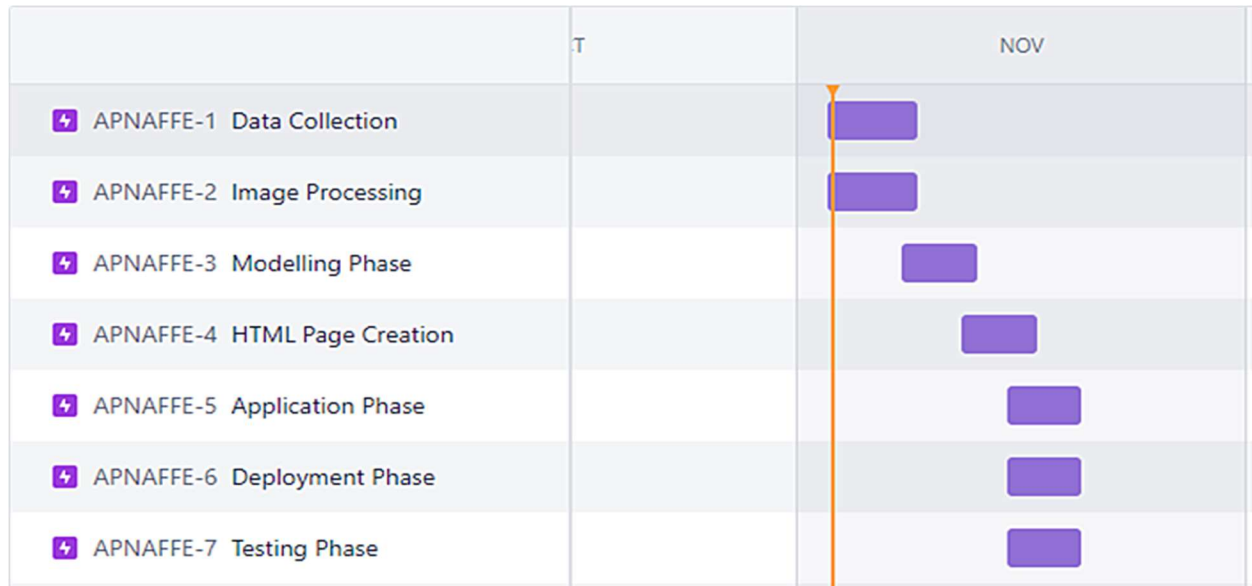 NOV
APNAFFE-1 Data Collection
APNAFFE-2 Image Processing
APNAFFE-3 Modelling Phase
APNAFFE-4 HTML Page Creation
APNAFFE-5 Application Phase
APNAFFE-6 Deployment Phase
APNAFFE-7 Testing Phase